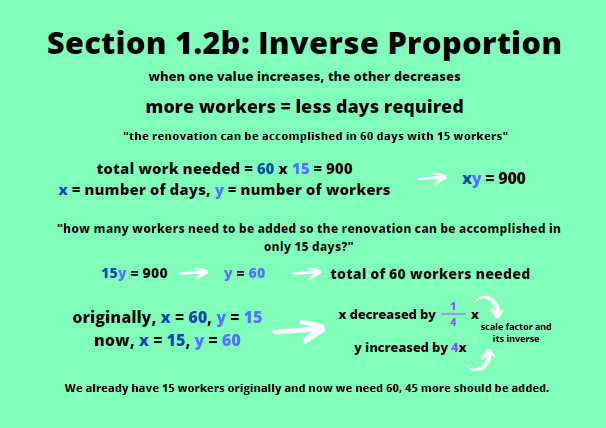 Section 1.2b: Inverse Proportion
when one value increases, the other decreases
more workers = less days required
"the renovation can be accomplished in 60 days with 15 workers"
total work needed = 60 x 15 = 900
x = number of days, y = number of workers
xy = 900
"how many workers need to be added so the renovation can be accomplished in
only 15 days?"
15y = 900
y = 60
total of 60 workers needed
originally, x = 60, y = 15
now, x = 15, y = 60
x decreased by 1/4 x
y increased by 4x
scale factor and
its inverse
We already have 15 workers originally and now we need 60, 45 more should be added.